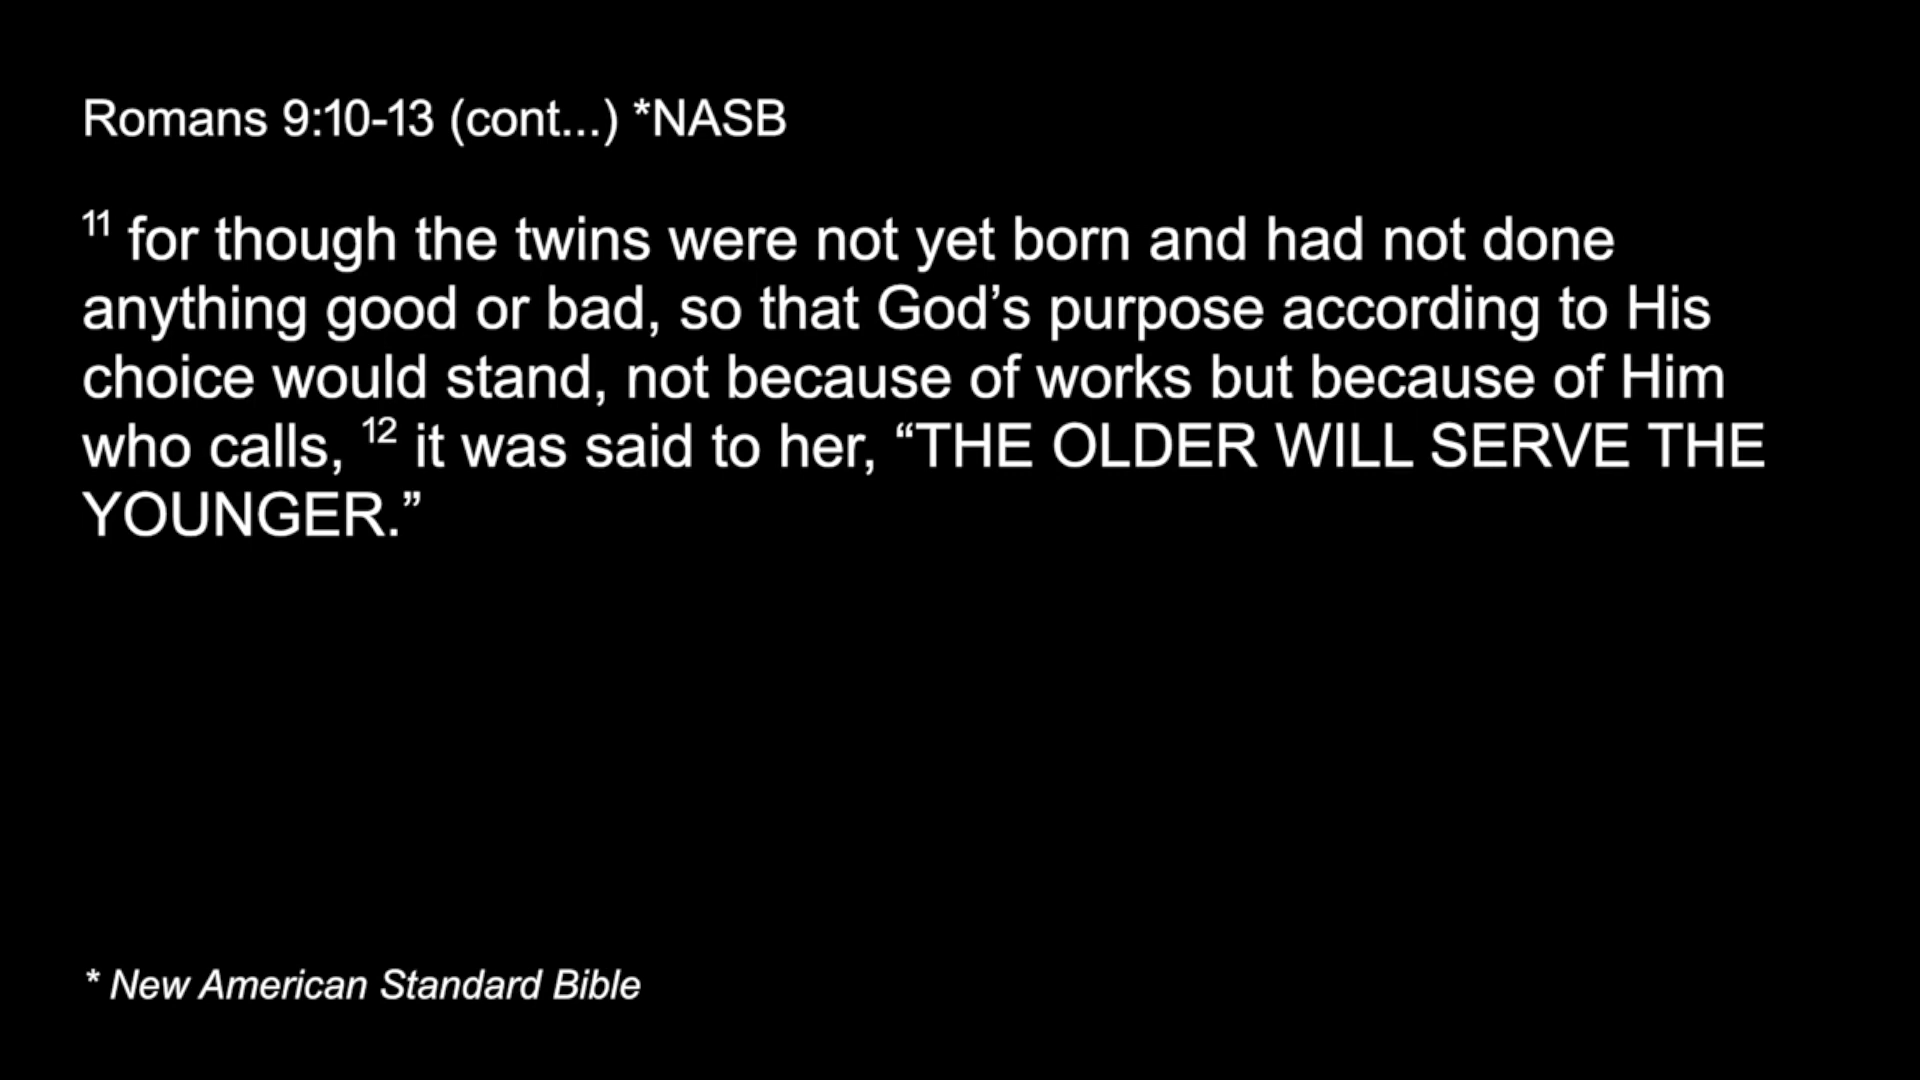 Romans 9:10-13 (cont...) *NASB
11 for though the twins were not yet born and had not done
anything good or bad, so that God’s purpose according to His
choice would stand, not because of works but because of Him
who calls, 12 it was said to her, “THE OLDER WILL SERVE THE
YOUNGER.”
* New American Standard Bible